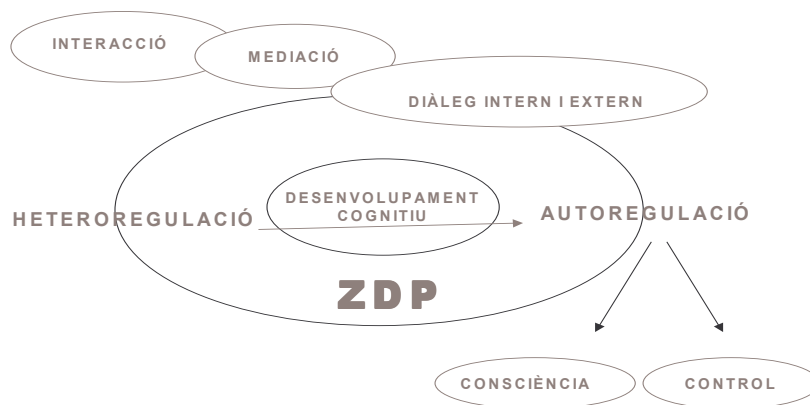 INTERACCIÓ
MEDIACIÓ
DIÀLEG INTERN I EXTERN
DESENVOLUPAMENT
COGNITIU
HETEROREGULACIÓ
AUTOREGULACIÓ
ZDP
CONSCIÈNCIA
CONTROL